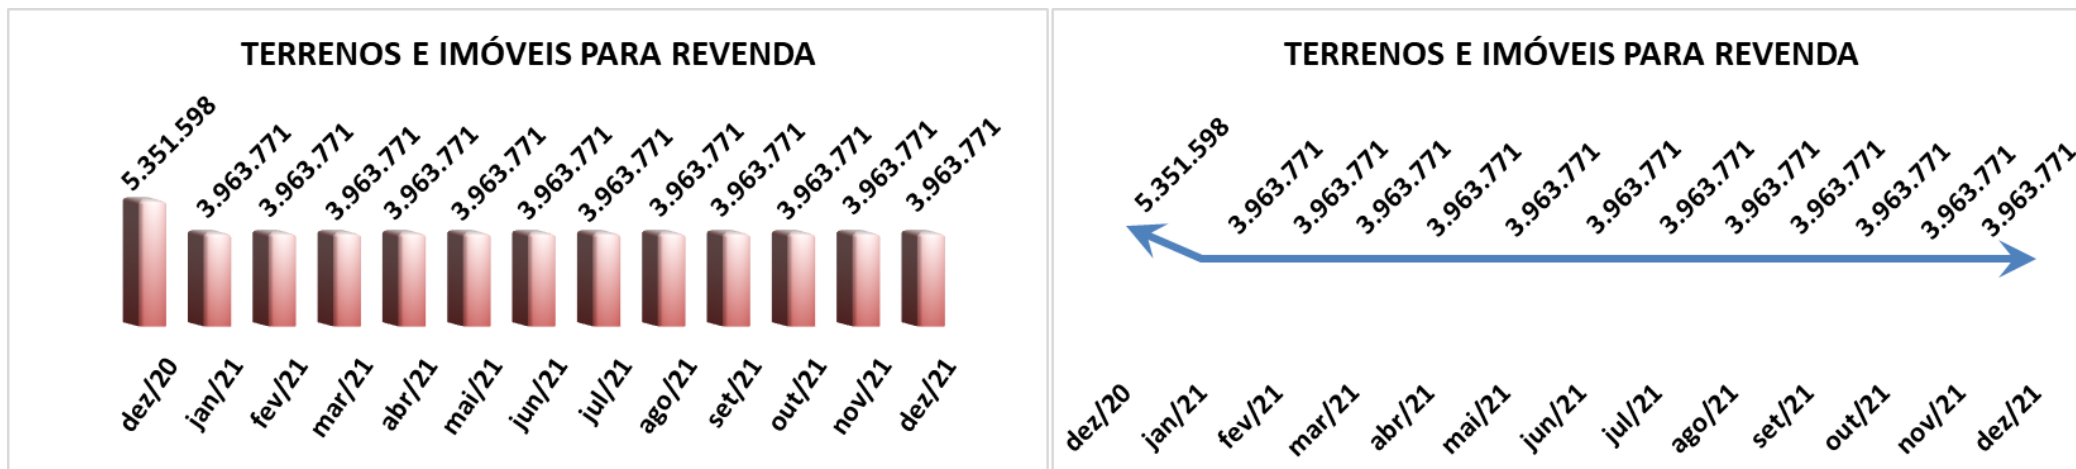 TERRENOS E IMÓVEIS PARA REVENDA
5.351.598
3.963.771
3.963.771
3.963.771
3.963.771
3.963.771
3.963.771
3.963.771
3.963.771
3.963.771
3.963.771
3.963.771
3.963.771
dez/20
jan/21
fev/21
mar/21
abr/21
mai/21
jun/21
jul/21
ago/21
set/21
out/21
nov/21
dez/21
TERRENOS E IMÓVEIS PARA REVENDA
5.351.598
3.963.771
3.963.771
3.963.771
3.963.771
3.963.771
3.963.771
3.963.771
3.963.771
3.963.771
3.963.771
3.963.771
3.963.771
dez/20
jan/21
fev/21
mar/21
abr/21
mai/21
jun/21
jul/21
ago/21
set/21
out/21
nov/21
dez/21